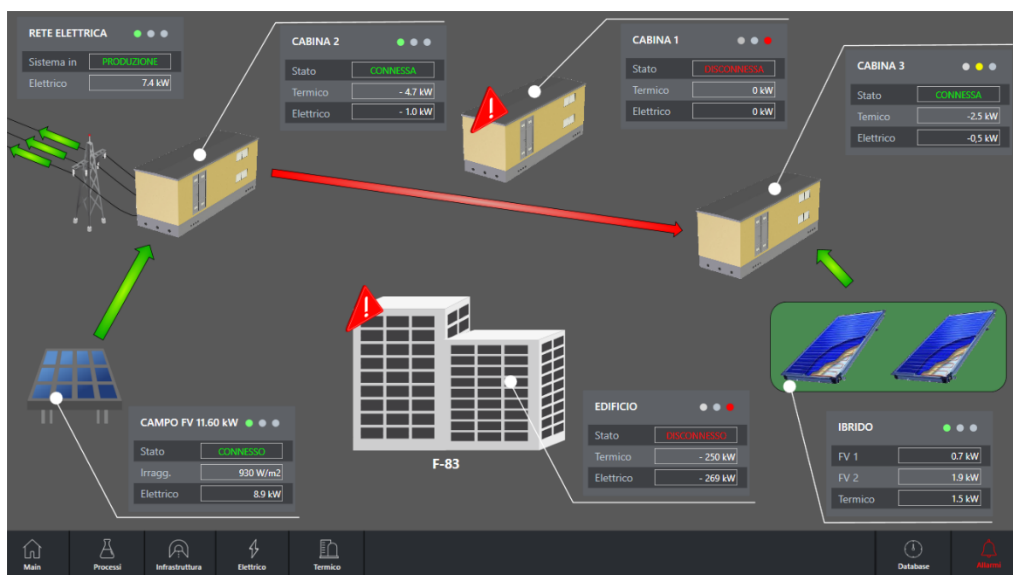 RETE ELETTRICA
Sistema in PRODUZIONE
Elettrico 7.4 kW
CABINA 2
Stato CONNESSA
Termico - 4.7 kW
Elettrico - 1.0 kW
CABINA 1
Stato DISCONNESSA
Termico 0 kW
Elettrico 0 kW
CABINA 3
Stato CONNESSA
Temico -2.5 kW
Elettrico -0,5 kW
CAMPO FV 11.60 kW
Stato CONNESSO
Irragg. 930 W/m2
Elettrico 8.9 kW
F-83
EDIFICIO
Stato DISCONNESSO
Termico - 250 kW
Elettrico - 269 kW
IBRIDO
FV 1 0.7 kW
FV 2 1.9 kW
Termico 1.5 kW
Main Processi Infrastruttura Elettrico Termico Database Allarmi